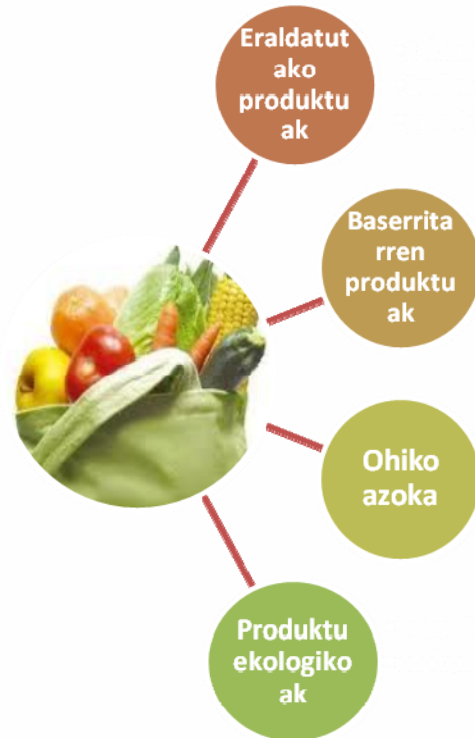 Eraldatut
ako
produktu
ak
Baserrita
rren
produktu
ak
Ohiko
azoka
Produktu
ekologiko
ak